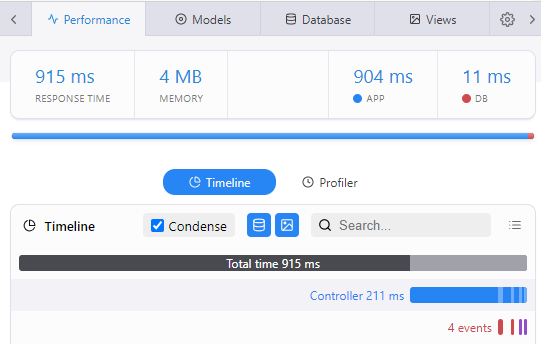 Performance Models Database Views
915 ms 4 MB 904 ms 11 ms
RESPONSE TIME MEMORY APP DB
Timeline Profiler
Timeline Condense Search...
Total time 915 ms
Controller 211 ms
4 events